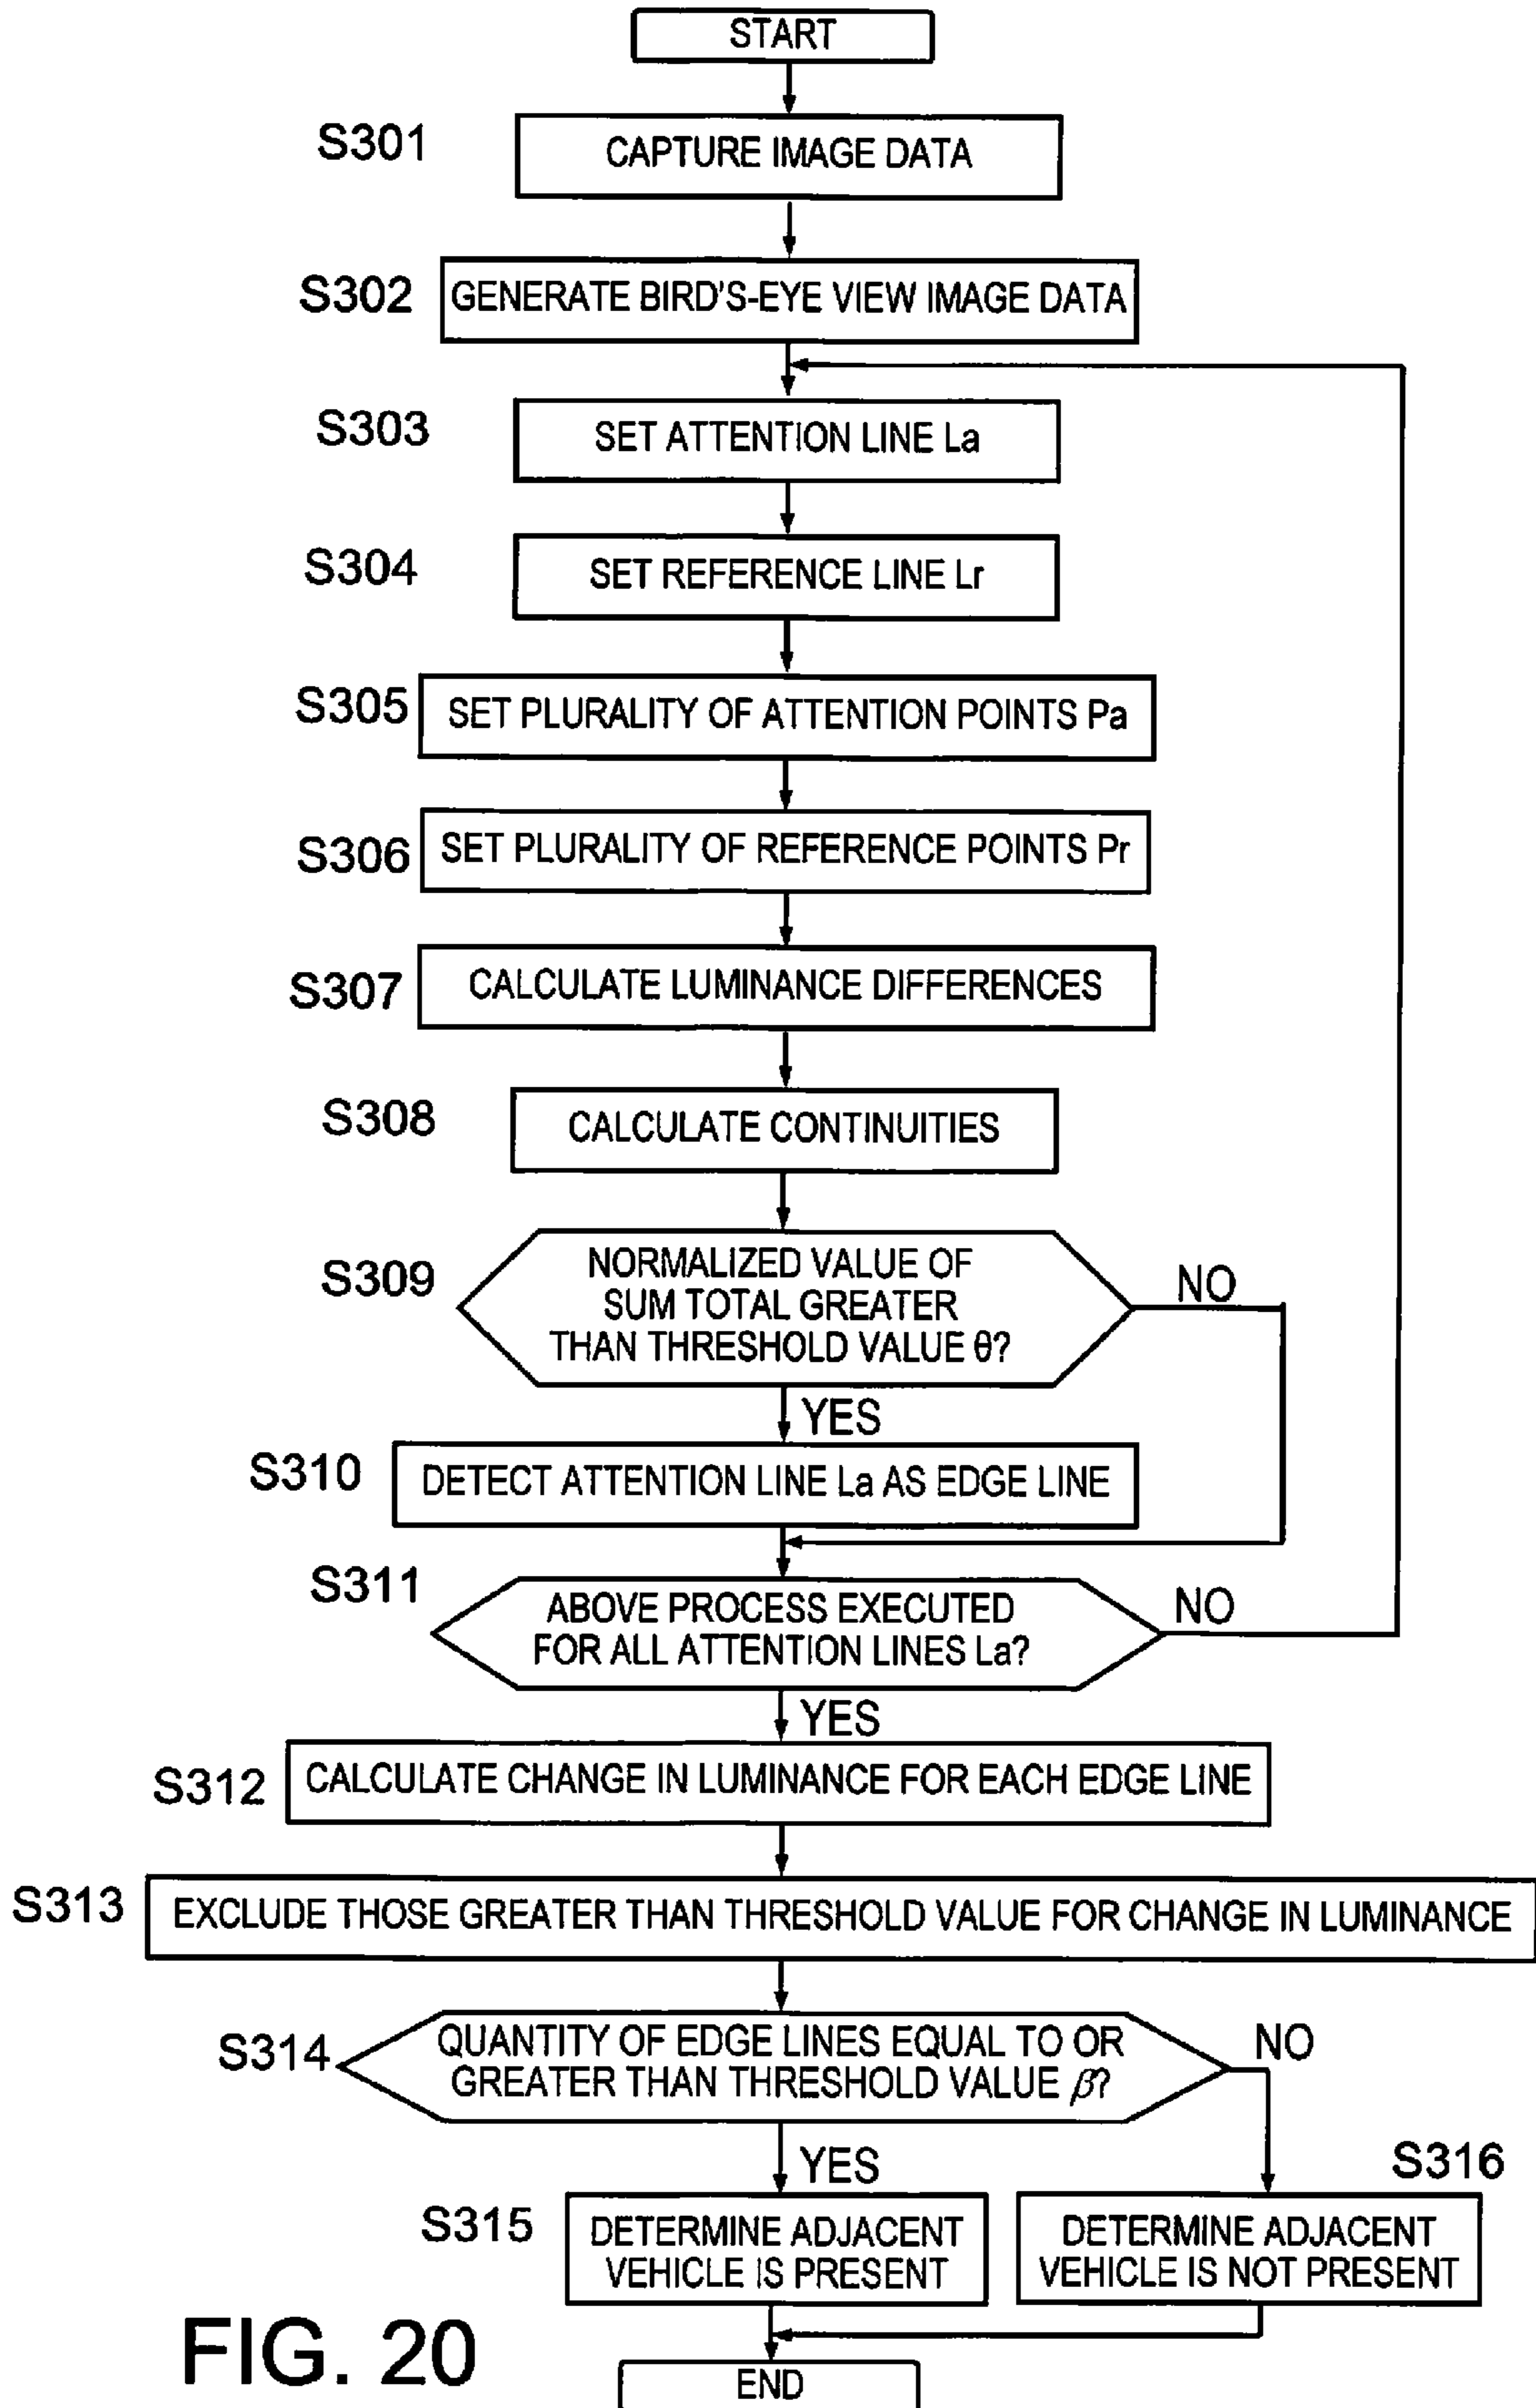 START
S301
CAPTURE IMAGE DATA
S302
GENERATE BIRD'S-EYE VIEW IMAGE DATA
S303
SET ATTENTION LINE La
S304
SET REFERENCE LINE Lr
S305
SET PLURALITY OF ATTENTION POINTS Pa
S306
SET PLURALITY OF REFERENCE POINTS Pr
S307
CALCULATE LUMINANCE DIFFERENCES
S308
CALCULATE CONTINUITIES
S309
NORMALIZED VALUE OF
SUM TOTAL GREATER
THAN THRESHOLD VALUE θ?
NO
YES
S310
DETECT ATTENTION LINE La AS EDGE LINE
S311
ABOVE PROCESS EXECUTED
FOR ALL ATTENTION LINES La?
NO
YES
S312
CALCULATE CHANGE IN LUMINANCE FOR EACH EDGE LINE
S313
EXCLUDE THOSE GREATER THAN THRESHOLD VALUE FOR CHANGE IN LUMINANCE
S314
QUANTITY OF EDGE LINES EQUAL TO OR
GREATER THAN THRESHOLD VALUE β?
NO
YES
S315
DETERMINE ADJACENT
VEHICLE IS PRESENT
S316
DETERMINE ADJACENT
VEHICLE IS NOT PRESENT
END
FIG. 20